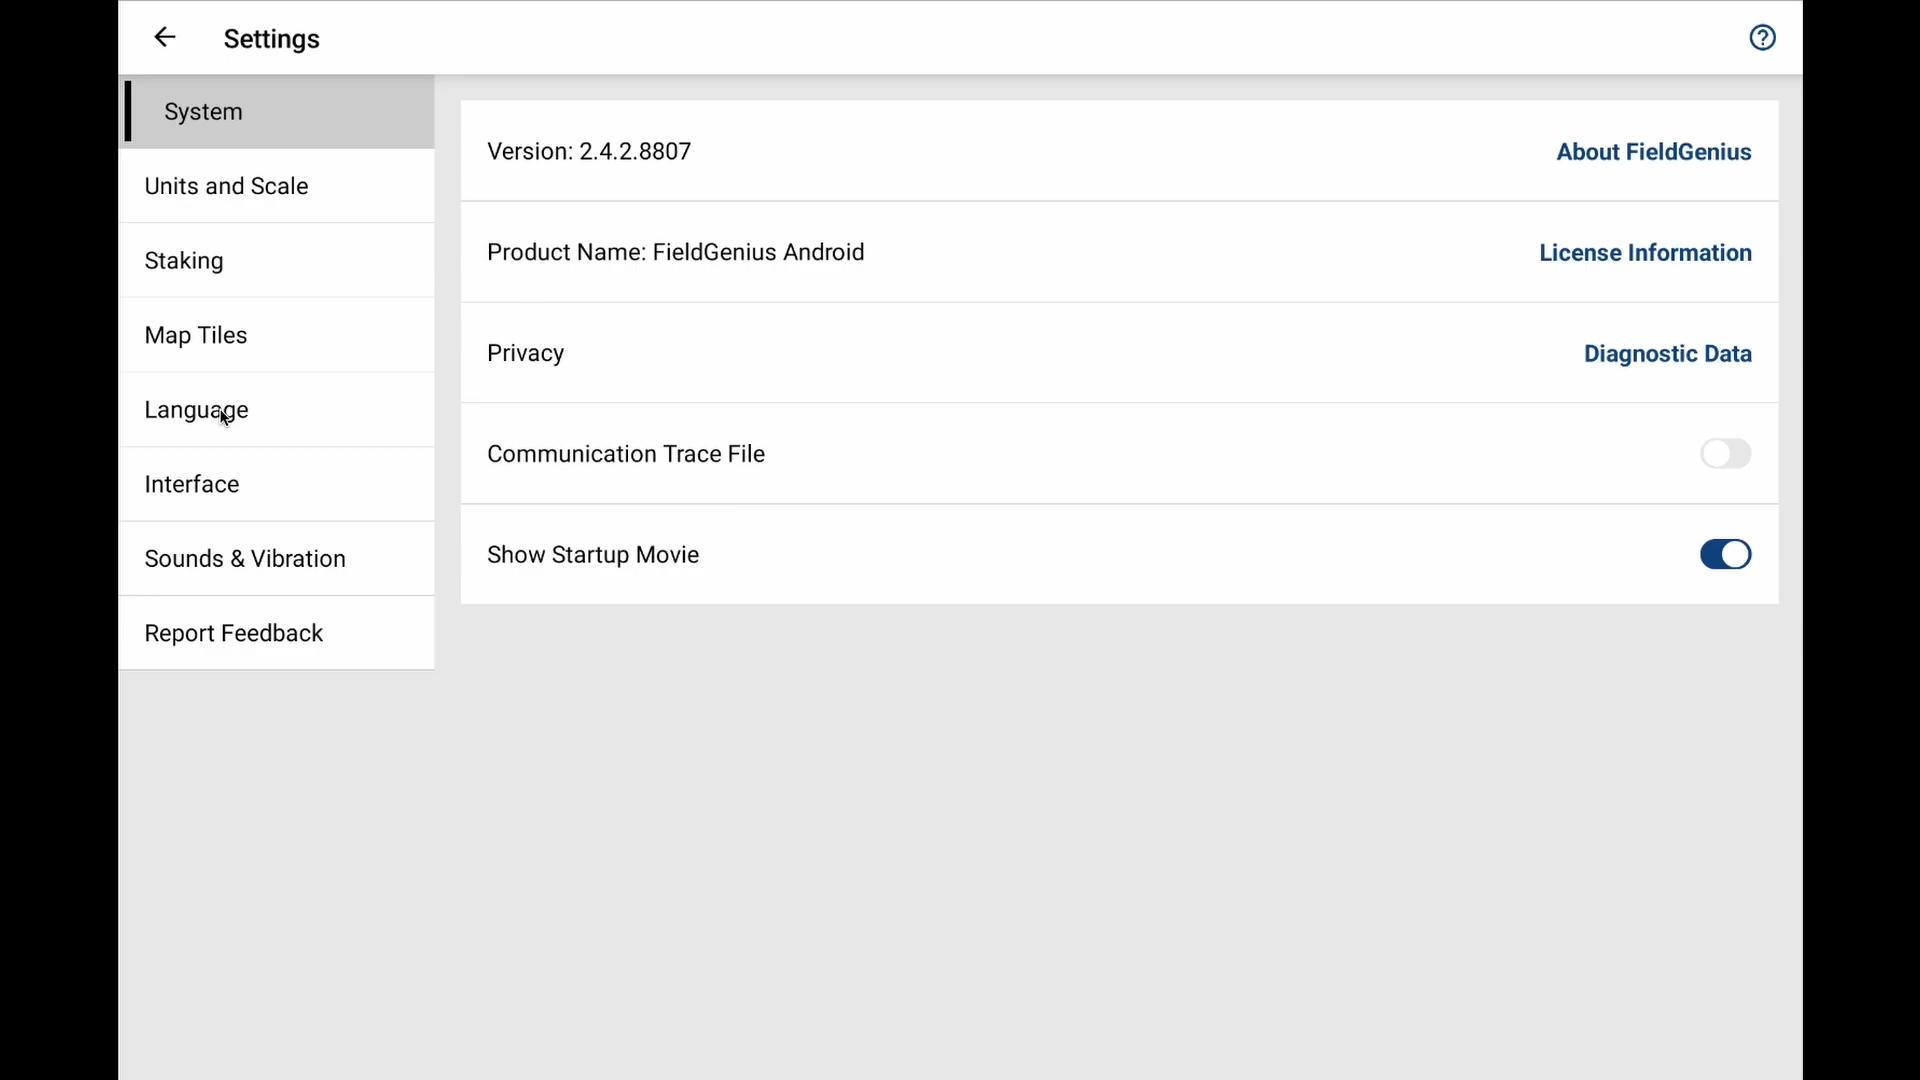 Settings
System
Units and Scale
Staking
Map Tiles
Language
Interface
Sounds & Vibration
Report Feedback
Version: 2.4.2.8807
About FieldGenius
Product Name: FieldGenius Android
License Information
Privacy
Diagnostic Data
Communication Trace File
Show Startup Movie